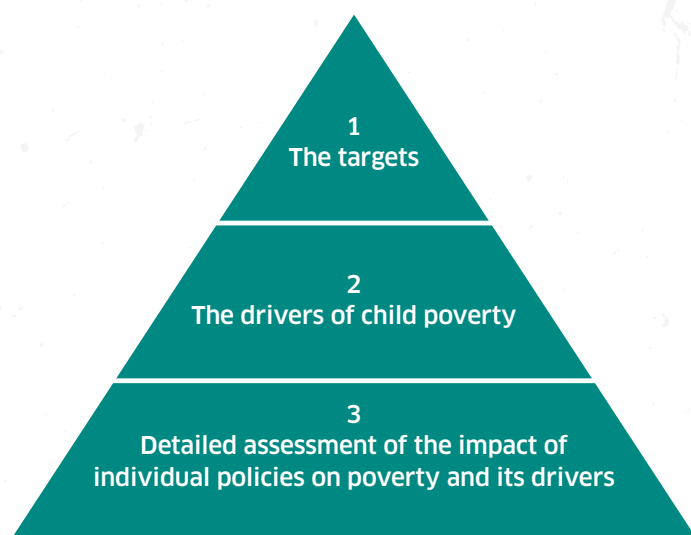 1
The targets
2
The drivers of child poverty
3
Detailed assessment of the impact of
individual policies on poverty and its drivers